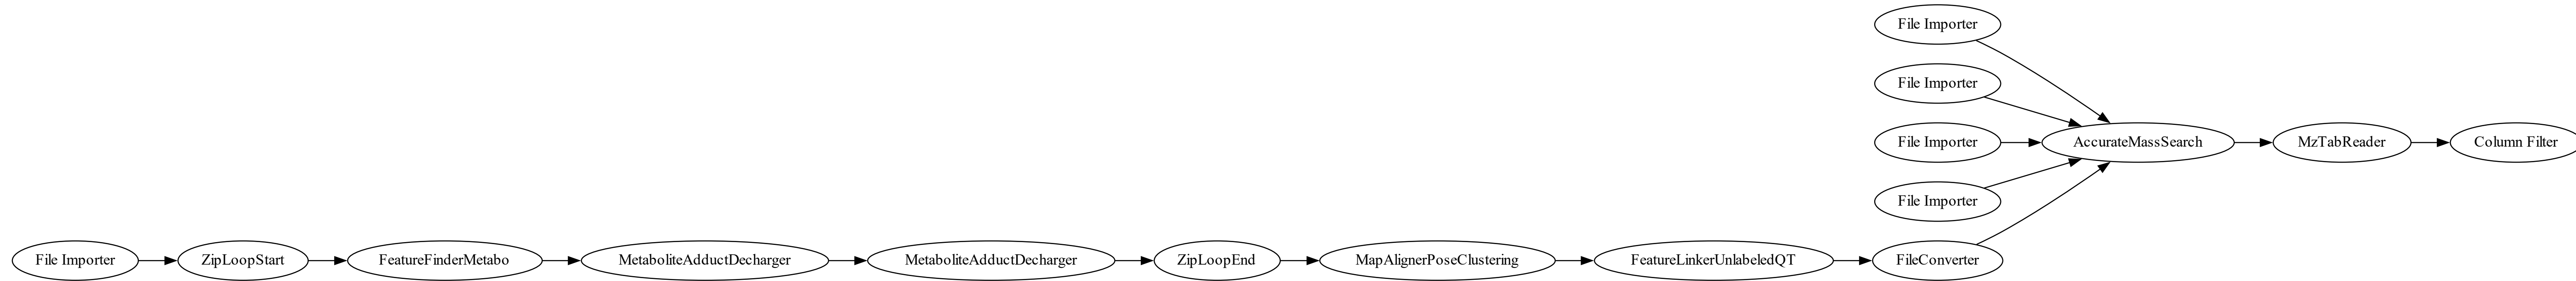 File Importer
File Importer
File Importer
AccurateMassSearch
MzTabReader
Column Filter
File Importer
File Importer
ZipLoopStart
FeatureFinderMetabo
MetaboliteAdductDecharger
MetaboliteAdductDecharger
ZipLoopEnd
MapAlignerPoseClustering
FeatureLinkerUnlabeledQT
FileConverter